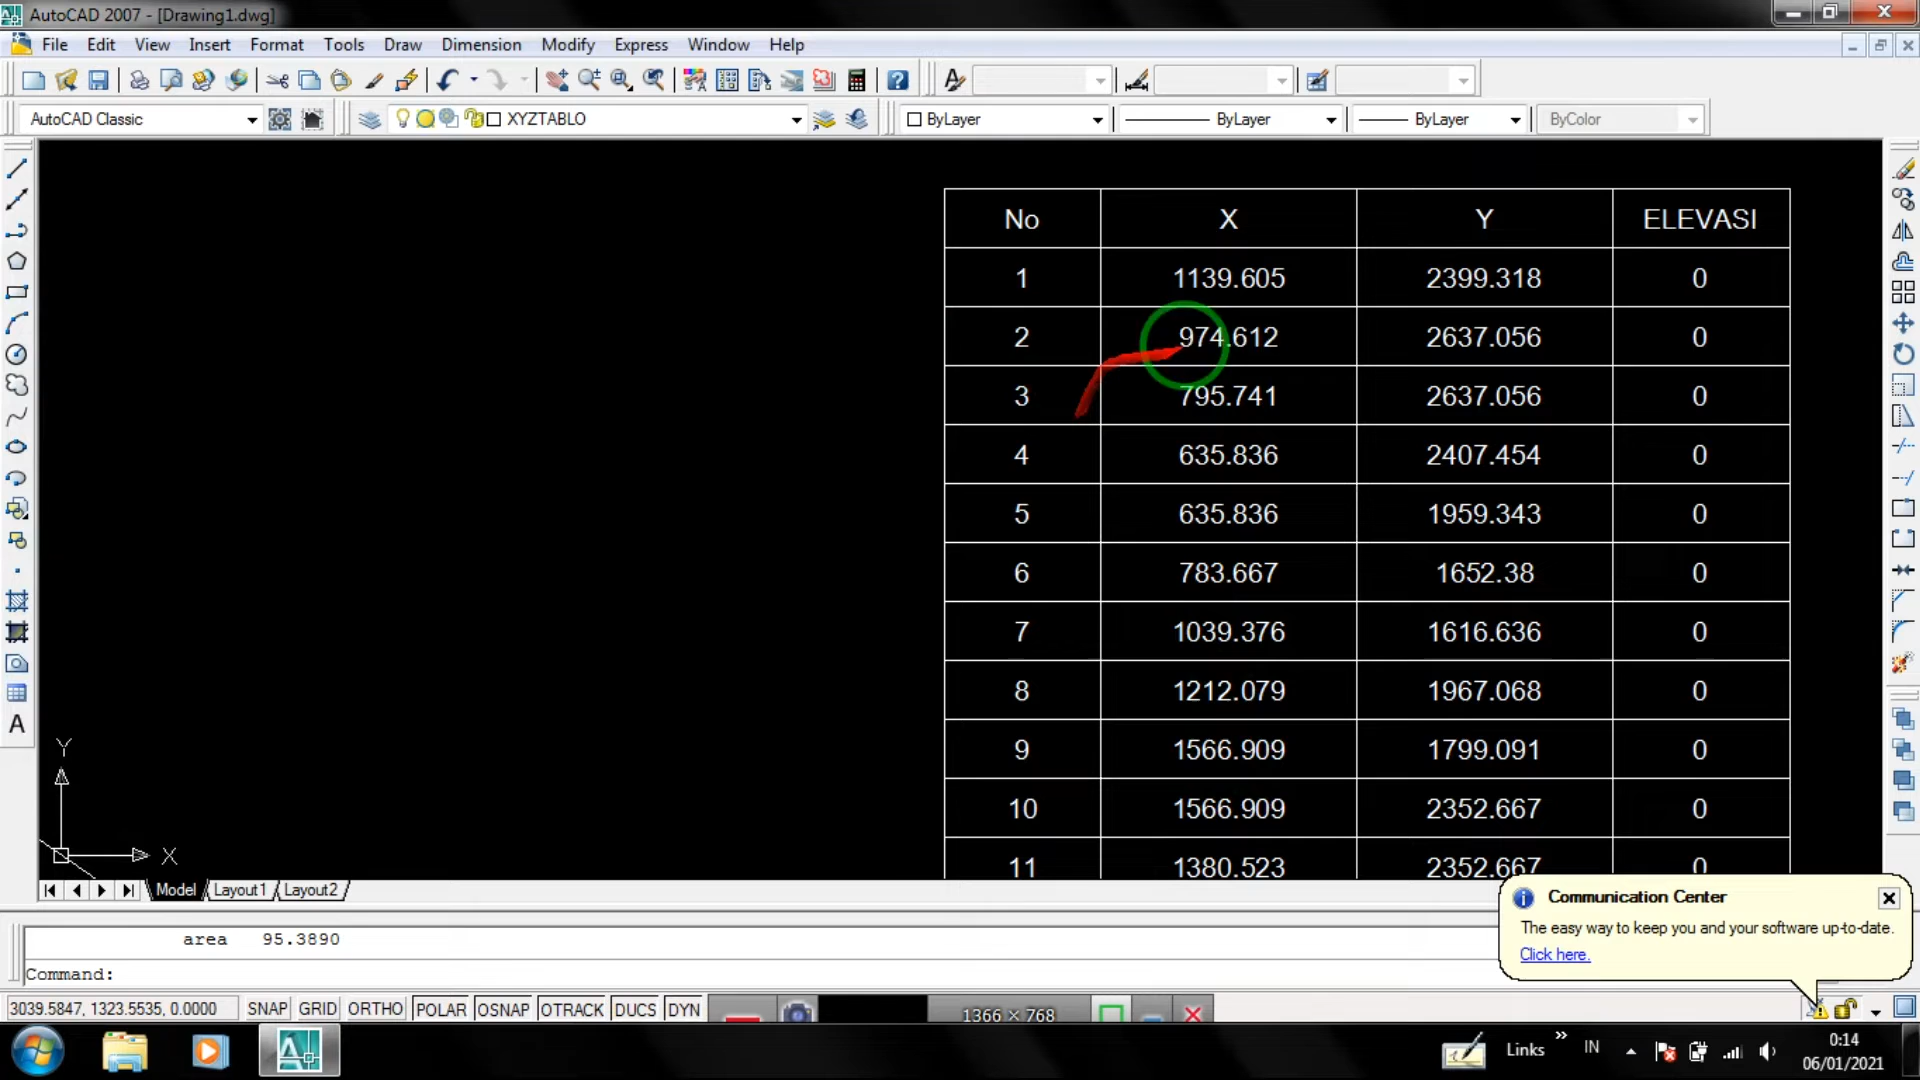 AutoCAD 2007 - [Drawing1.dwg]
File Edit View Insert Format Tools Draw Dimension Modify Express Window Help
AutoCAD Classic XYZTABLO ByLayer ByLayer ByLayer ByColor
No X Y ELEVASI
1 1139.605 2399.318 0
2 974.612 2637.056 0
3 795.741 2637.056 0
4 635.836 2407.454 0
5 635.836 1959.343 0
6 783.667 1652.38 0
7 1039.376 1616.636 0
8 1212.079 1967.068 0
9 1566.909 1799.091 0
10 1566.909 2352.667 0
11 1380.523 2352.667 0
A
Y
X
Model Layout1 Layout2
area 95.3890
Command:
Communication Center
The easy way to keep you and your software up-to-date.
Click here.
3039.5847, 1323.5535, 0.0000 SNAP GRID ORTHO POLAR OSNAP OTRACK DUCS DYN 1366 × 768
Links » IN 0:14
06/01/2021